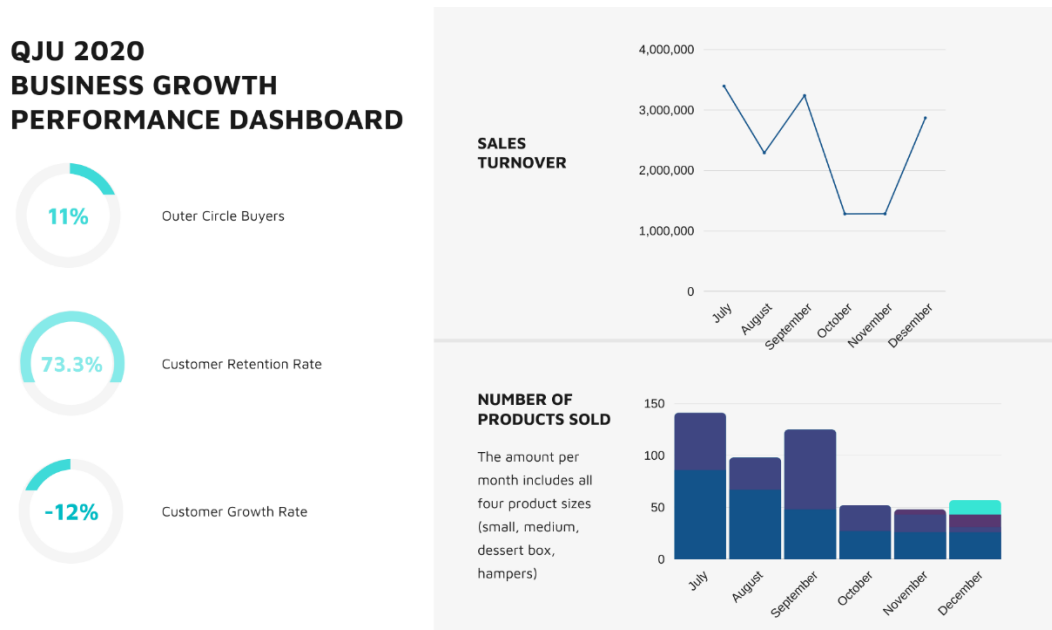 QJU 2020
BUSINESS GROWTH
PERFORMANCE DASHBOARD
11%
Outer Circle Buyers
73.3%
Customer Retention Rate
-12%
Customer Growth Rate
SALES
TURNOVER
4,000,000
3,000,000
2,000,000
1,000,000
0
July
August
September
October
November
Desember
NUMBER OF
PRODUCTS SOLD
The amount per
month includes all
four product sizes
(small, medium,
dessert box,
hampers)
150
100
50
0
July
August
September
October
November
December